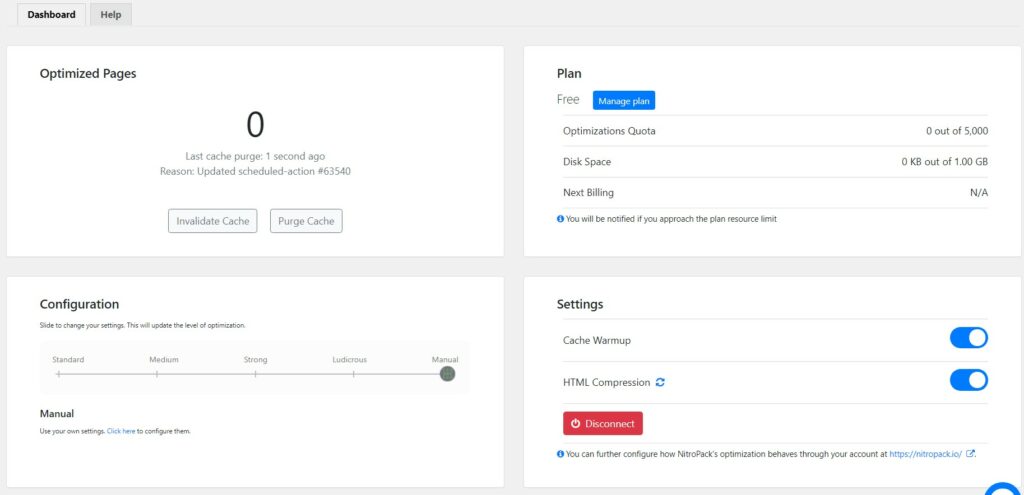 Dashboard
Help
Optimized Pages
0
Last cache purge: 1 second ago
Reason: Updated scheduled-action #63540
Invalidate Cache
Purge Cache
Plan
Free
Manage plan
Optimizations Quota 0 out of 5,000
Disk Space 0 KB out of 1.00 GB
Next Billing N/A
You will be notified if you approach the plan resource limit
Configuration
Slide to change your settings. This will update the level of optimization.
Standard Medium Strong Ludicrous Manual
Manual
Use your own settings. Click here to configure them.
Settings
Cache Warmup
HTML Compression
Disconnect
You can further configure how NitroPack's optimization behaves through your account at https://nitropack.io/ .